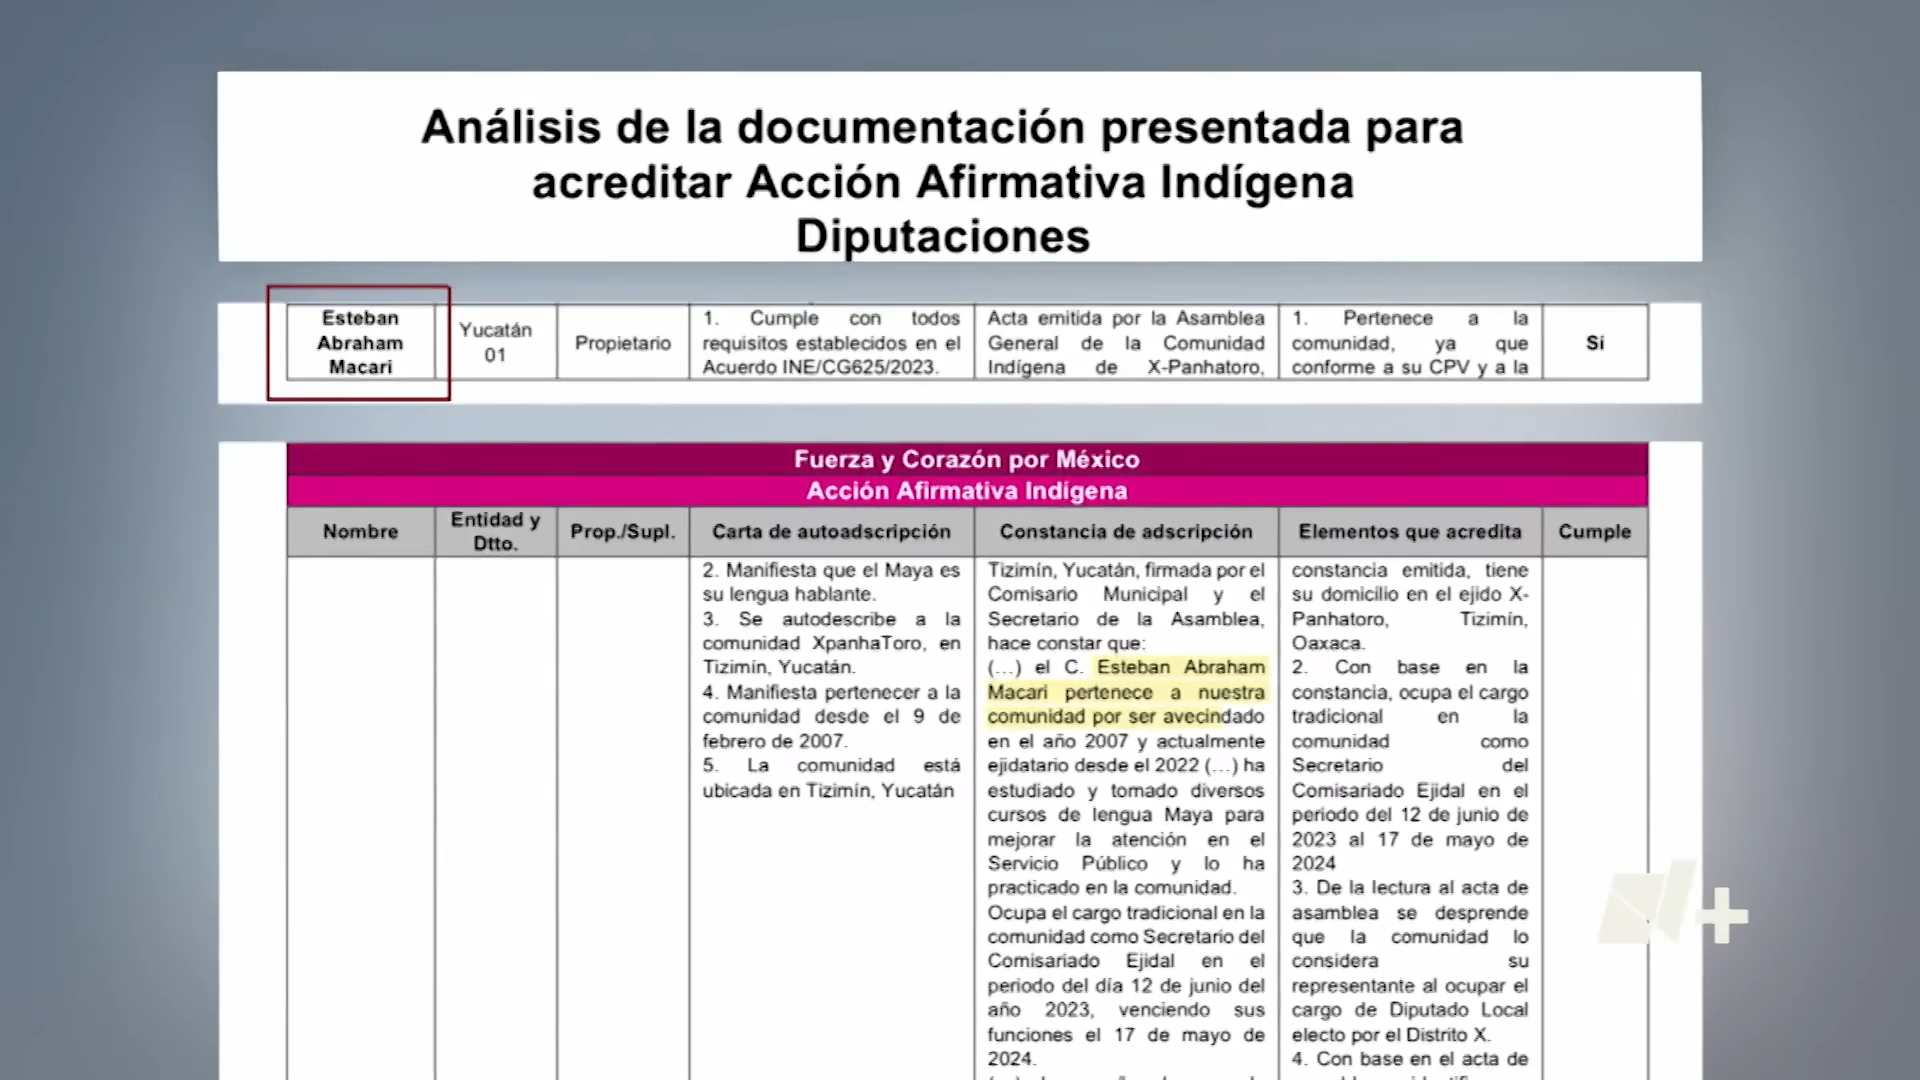 Análisis de la documentación presentada para
acreditar Acción Afirmativa Indígena
Diputaciones
Esteban
Abraham
Macari
Yucatán
01
Propietario
1. Cumple con todos
requisitos establecidos en el
Acuerdo INE/CG625/2023.
Acta emitida por la Asamblea
General de la Comunidad
Indígena de X-Panhatoro,
1. Pertenece a la
comunidad, ya que
conforme a su CPV y a la
Sí
Fuerza y Corazón por México
Acción Afirmativa Indígena
Nombre
Entidad y
Dtto.
Prop./Supl.
Carta de autoadscripción
Constancia de adscripción
Elementos que acredita
Cumple
2. Manifiesta que el Maya es
su lengua hablante.
3. Se autodescribe a la
comunidad XpanhaToro, en
Tizimín, Yucatán.
4. Manifiesta pertenecer a la
comunidad desde el 9 de
febrero de 2007.
5. La comunidad está
ubicada en Tizimín, Yucatán
Tizimín, Yucatán, firmada por el
Comisario Municipal y el
Secretario de la Asamblea,
hace constar que:
(...) el C. Esteban Abraham
Macari pertenece a nuestra
comunidad por ser avecindado
en el año 2007 y actualmente
ejidatario desde el 2022 (...) ha
estudiado y tomado diversos
cursos de lengua Maya para
mejorar la atención en el
Servicio Público y lo ha
practicado en la comunidad.
Ocupa el cargo tradicional en la
comunidad como Secretario del
Comisariado Ejidal en el
periodo del día 12 de junio del
año 2023, venciendo sus
funciones el 17 de mayo de
2024.
constancia emitida, tiene
su domicilio en el ejido X-
Panhatoro, Tizimín,
Oaxaca.
2. Con base en la
constancia, ocupa el cargo
tradicional en la
comunidad como
Secretario del
Comisariado Ejidal en el
periodo del 12 de junio de
2023 al 17 de mayo de
2024
3. De la lectura al acta de
asamblea se desprende
que la comunidad lo
considera su
representante al ocupar el
cargo de Diputado Local
electo por el Distrito X.
4. Con base en el acta de